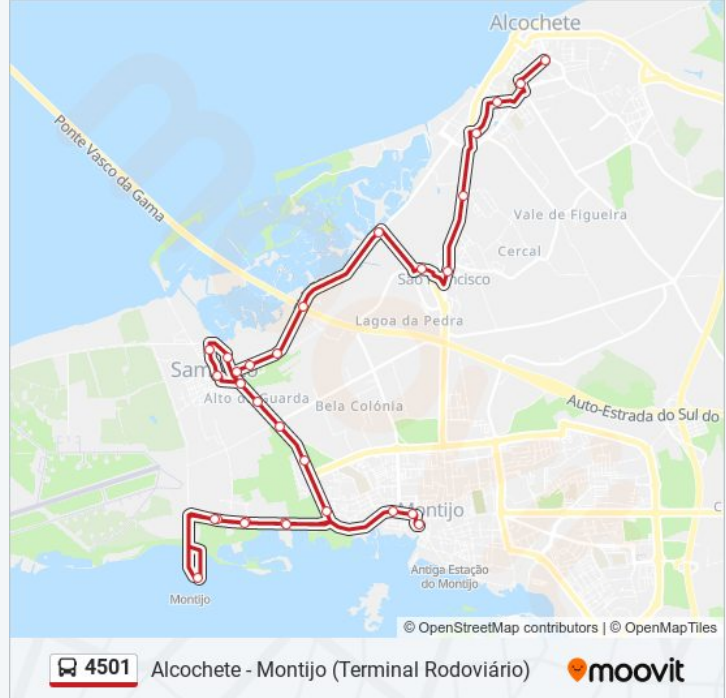 Alcochete
Ponte Vasco da Gama
Vale de Figueira
Cercal
São Francisco
Lagoa da Pedra
Alto da Guarda
Bela Colónia
Auto-Estrada do Sul do
Montijo
Antiga Estação
do Montijo
Montijo
© OpenStreetMap contributors | © OpenMapTiles
4501 Alcochete - Montijo (Terminal Rodoviário) moovit